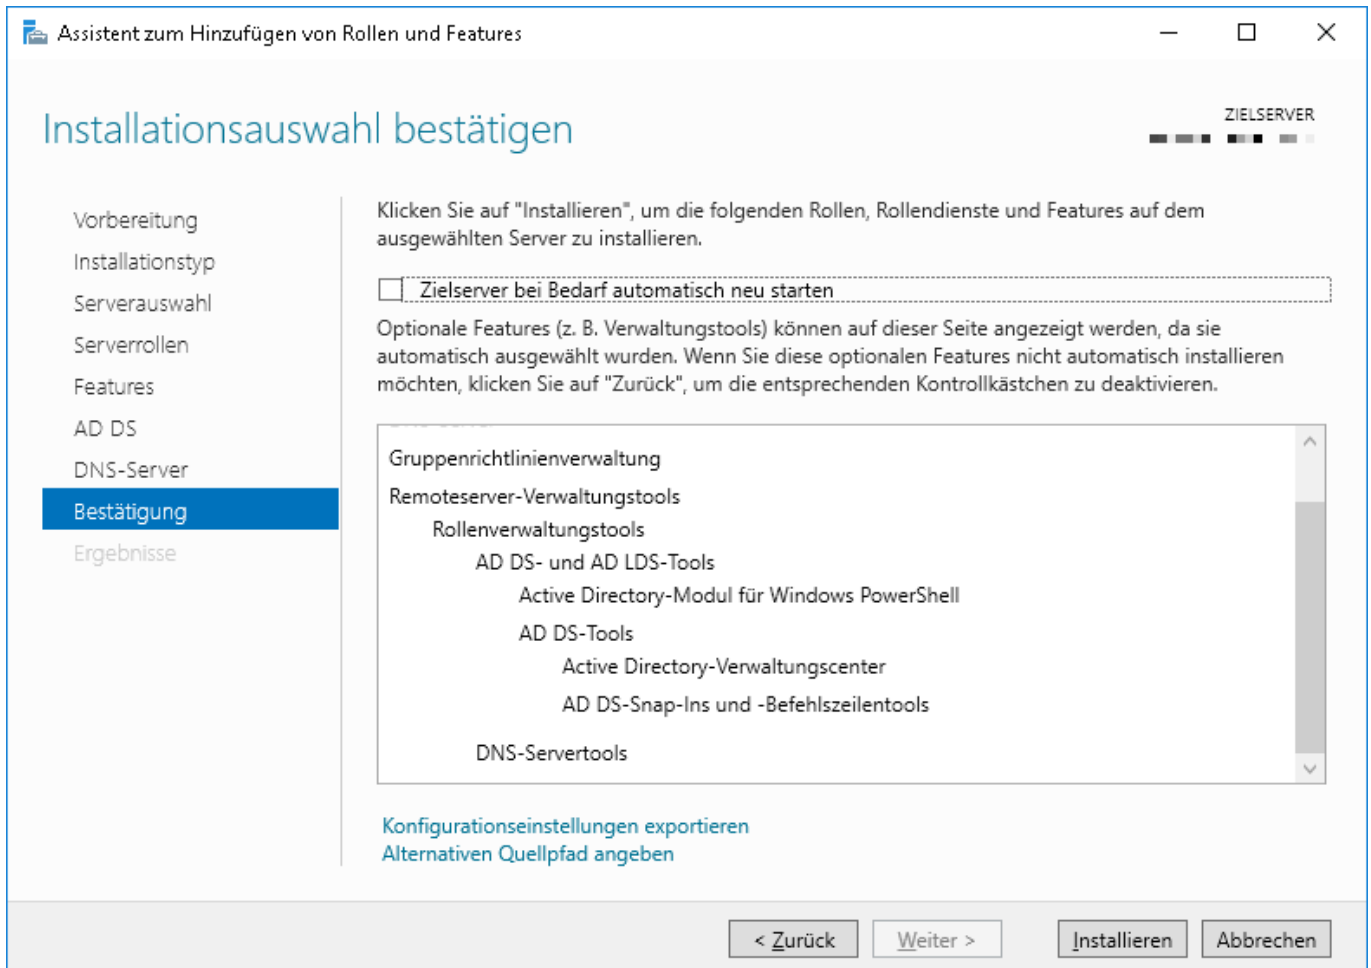 Assistent zum Hinzufügen von Rollen und Features
Installationsauswahl bestätigen
ZIELSERVER
Vorbereitung
Installationstyp
Serverauswahl
Serverrollen
Features
AD DS
DNS-Server
Bestätigung
Ergebnisse
Klicken Sie auf "Installieren", um die folgenden Rollen, Rollendienste und Features auf dem
ausgewählten Server zu installieren.
Zielserver bei Bedarf automatisch neu starten
Optionale Features (z. B. Verwaltungstools) können auf dieser Seite angezeigt werden, da sie
automatisch ausgewählt wurden. Wenn Sie diese optionalen Features nicht automatisch installieren
möchten, klicken Sie auf "Zurück", um die entsprechenden Kontrollkästchen zu deaktivieren.
Gruppenrichtlinienverwaltung
Remoteserver-Verwaltungstools
Rollenverwaltungstools
AD DS- und AD LDS-Tools
Active Directory-Modul für Windows PowerShell
AD DS-Tools
Active Directory-Verwaltungscenter
AD DS-Snap-Ins und -Befehlszeilentools
DNS-Servertools
Konfigurationseinstellungen exportieren
Alternativen Quellpfad angeben
< Zurück
Weiter >
Installieren
Abbrechen